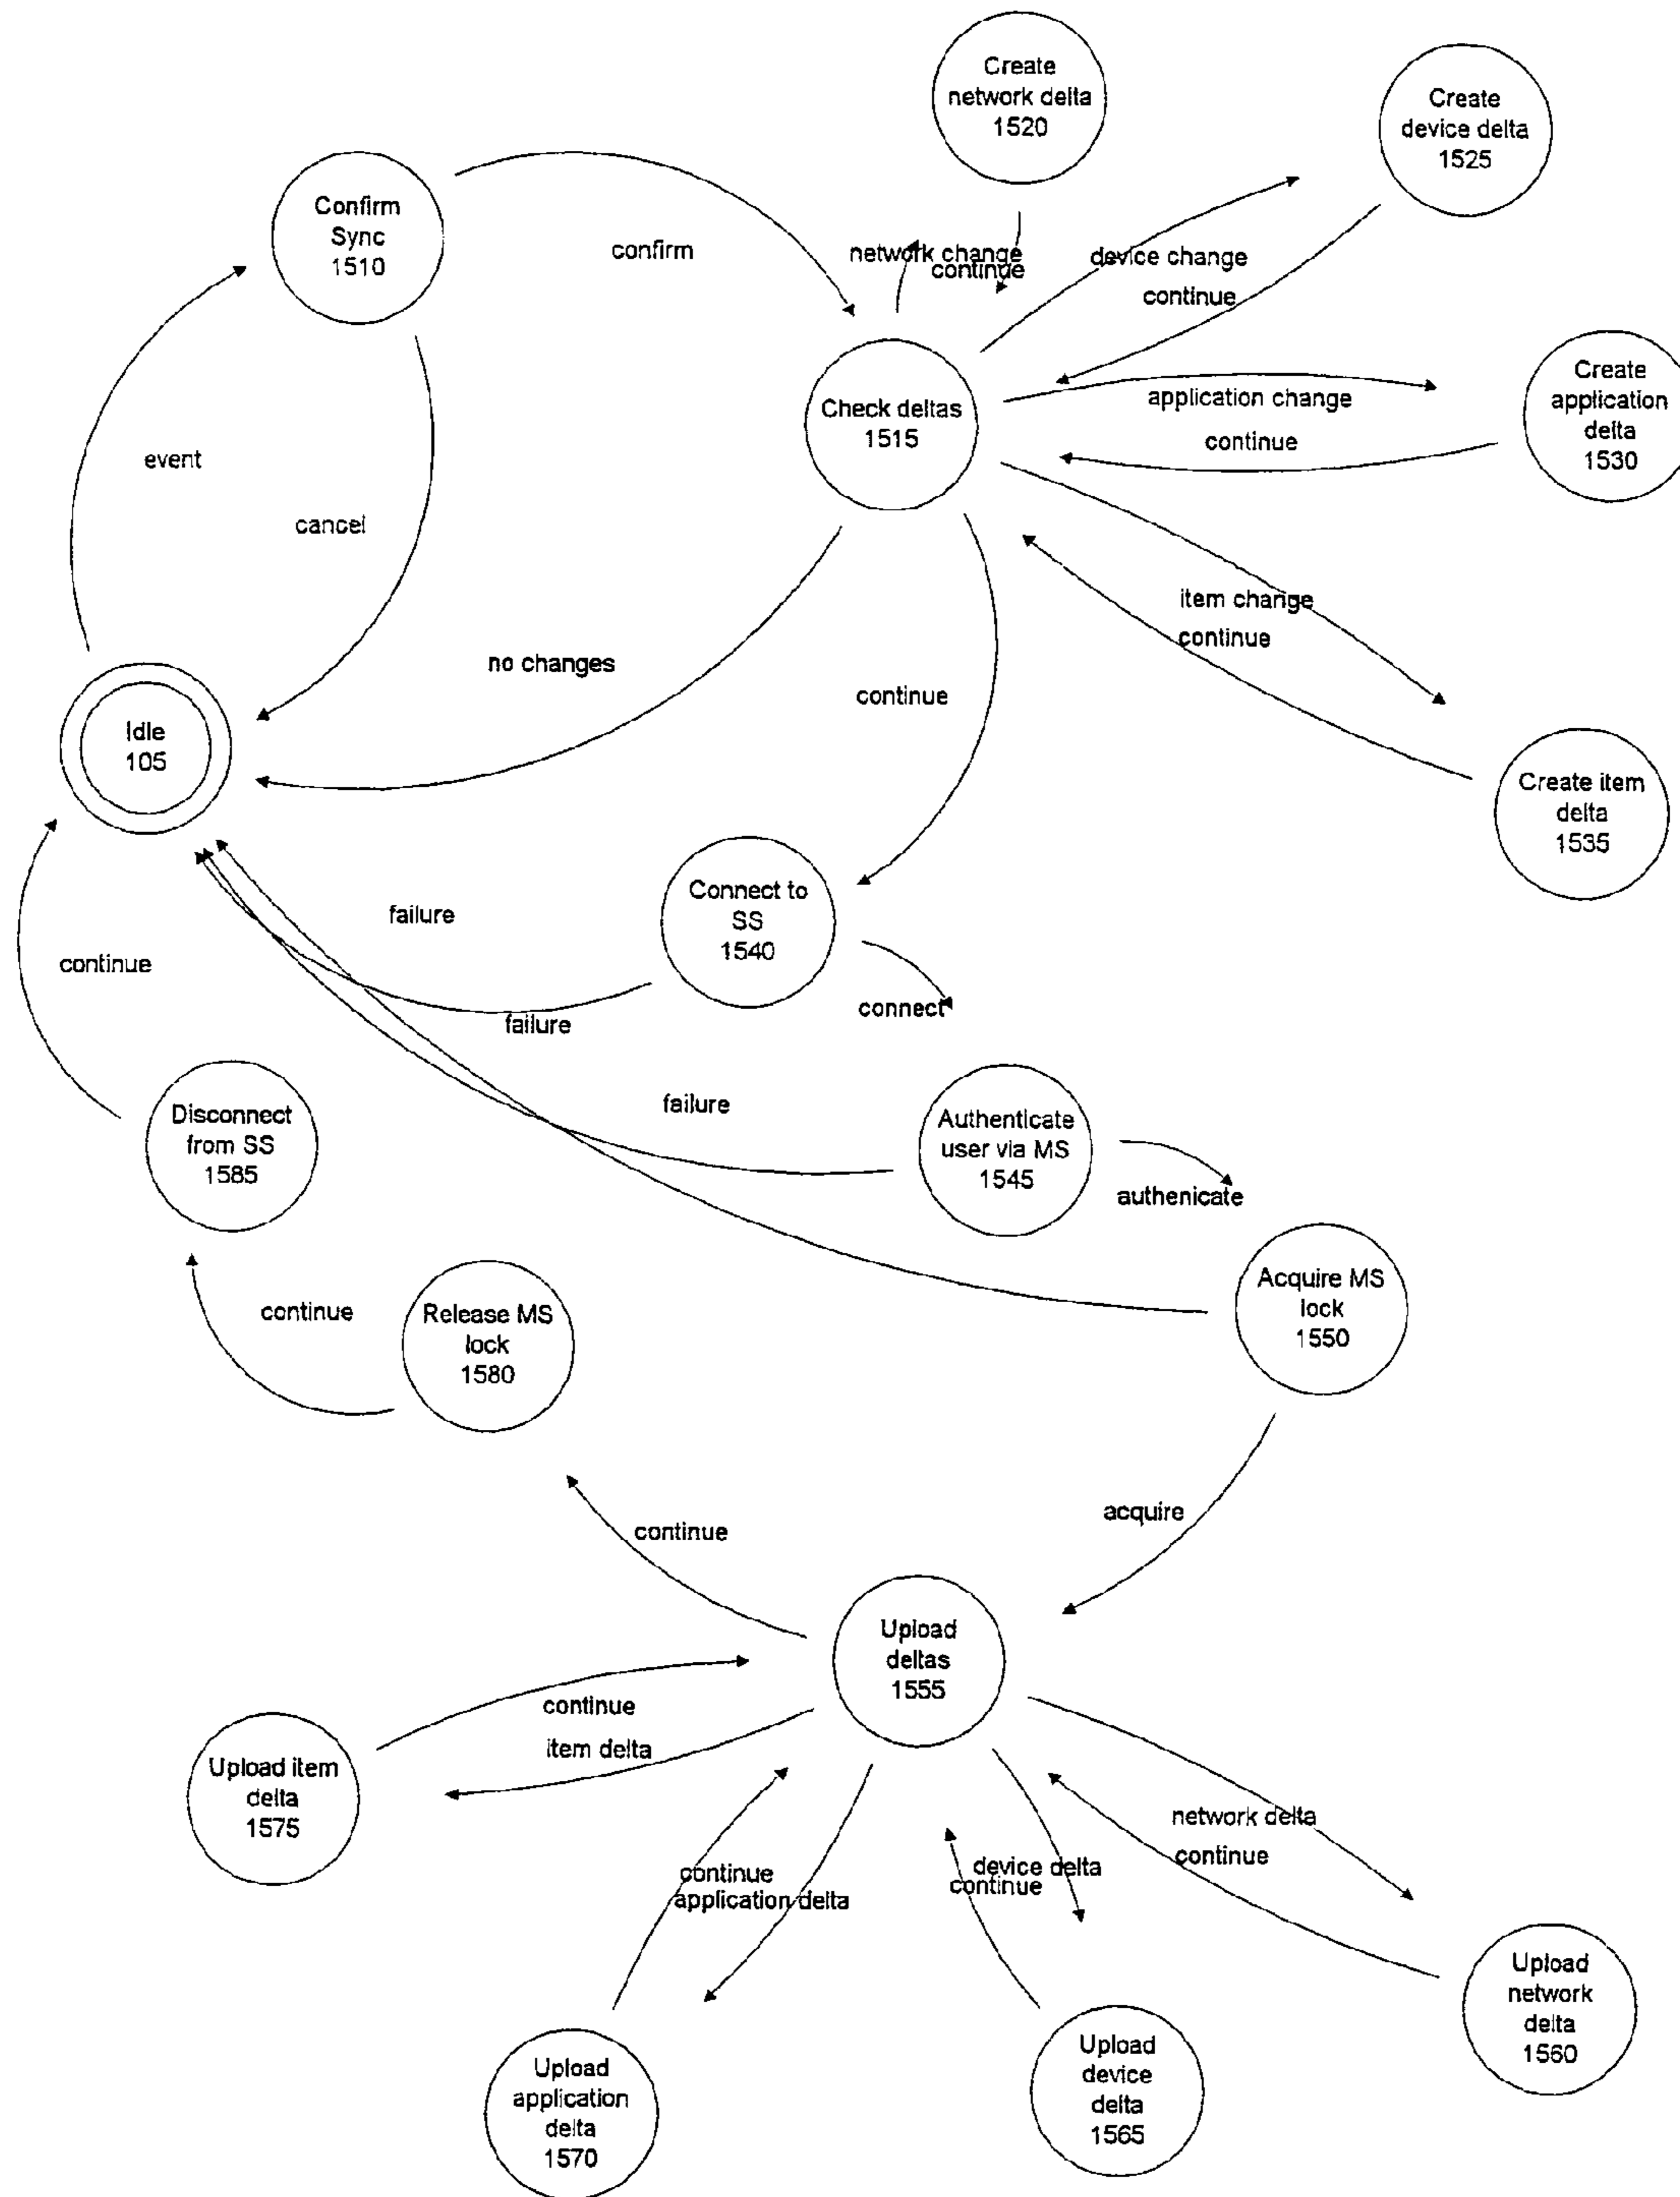 Create
network delta
1520
Create
device delta
1525
Confirm
Sync
1510
confirm
network change
continue
device change
continue
Create
application
delta
1530
Check deltas
1515
application change
continue
event
cancel
item change
continue
no changes
continue
Idle
105
Create item
delta
1535
Connect to
SS
1540
failure
continue
connect
failure
Disconnect
from SS
1585
failure
Authenticate
user via MS
1545
authenicate
Acquire MS
lock
1550
continue
Release MS
lock
1580
acquire
continue
Upload
deltas
1555
continue
item delta
Upload item
delta
1575
network delta
continue
device delta
continue
continue
application delta
Upload
network
delta
1560
Upload
device
delta
1565
Upload
application
delta
1570